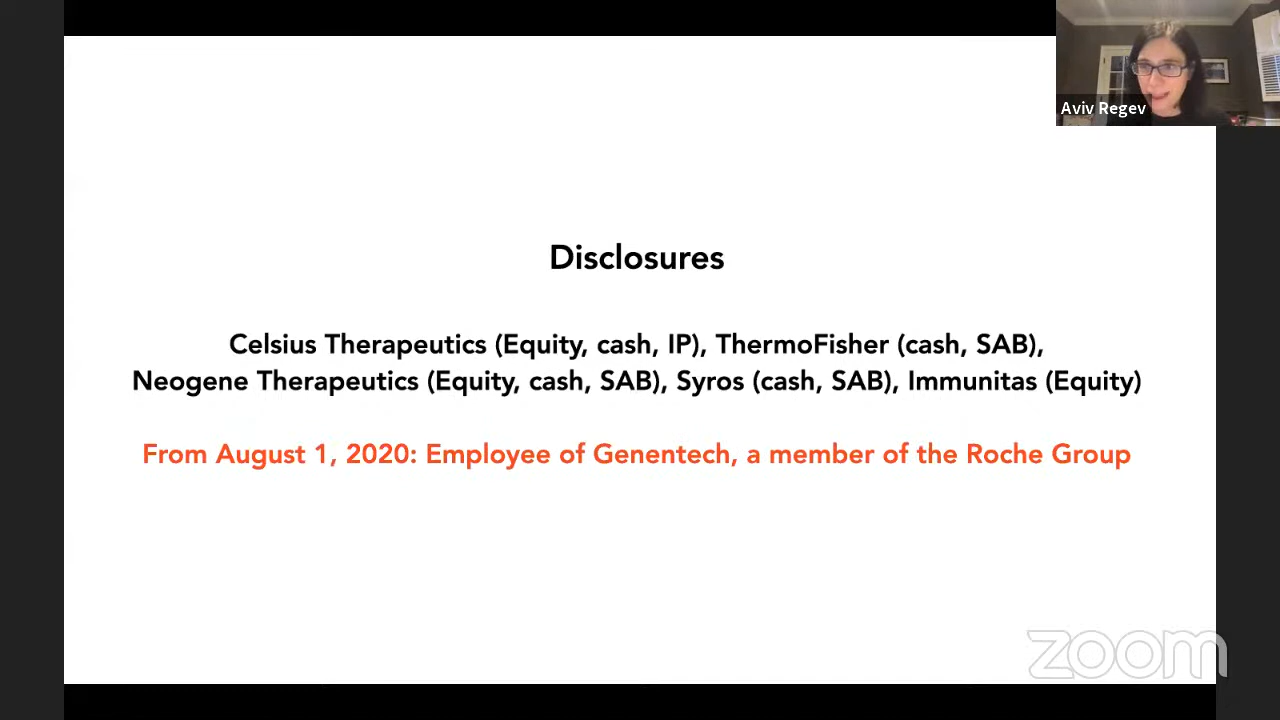 Aviv Regev
Disclosures
Celsius Therapeutics (Equity, cash, IP), ThermoFisher (cash, SAB),
Neogene Therapeutics (Equity, cash, SAB), Syros (cash, SAB), Immunitas (Equity)
From August 1, 2020: Employee of Genentech, a member of the Roche Group
zoom